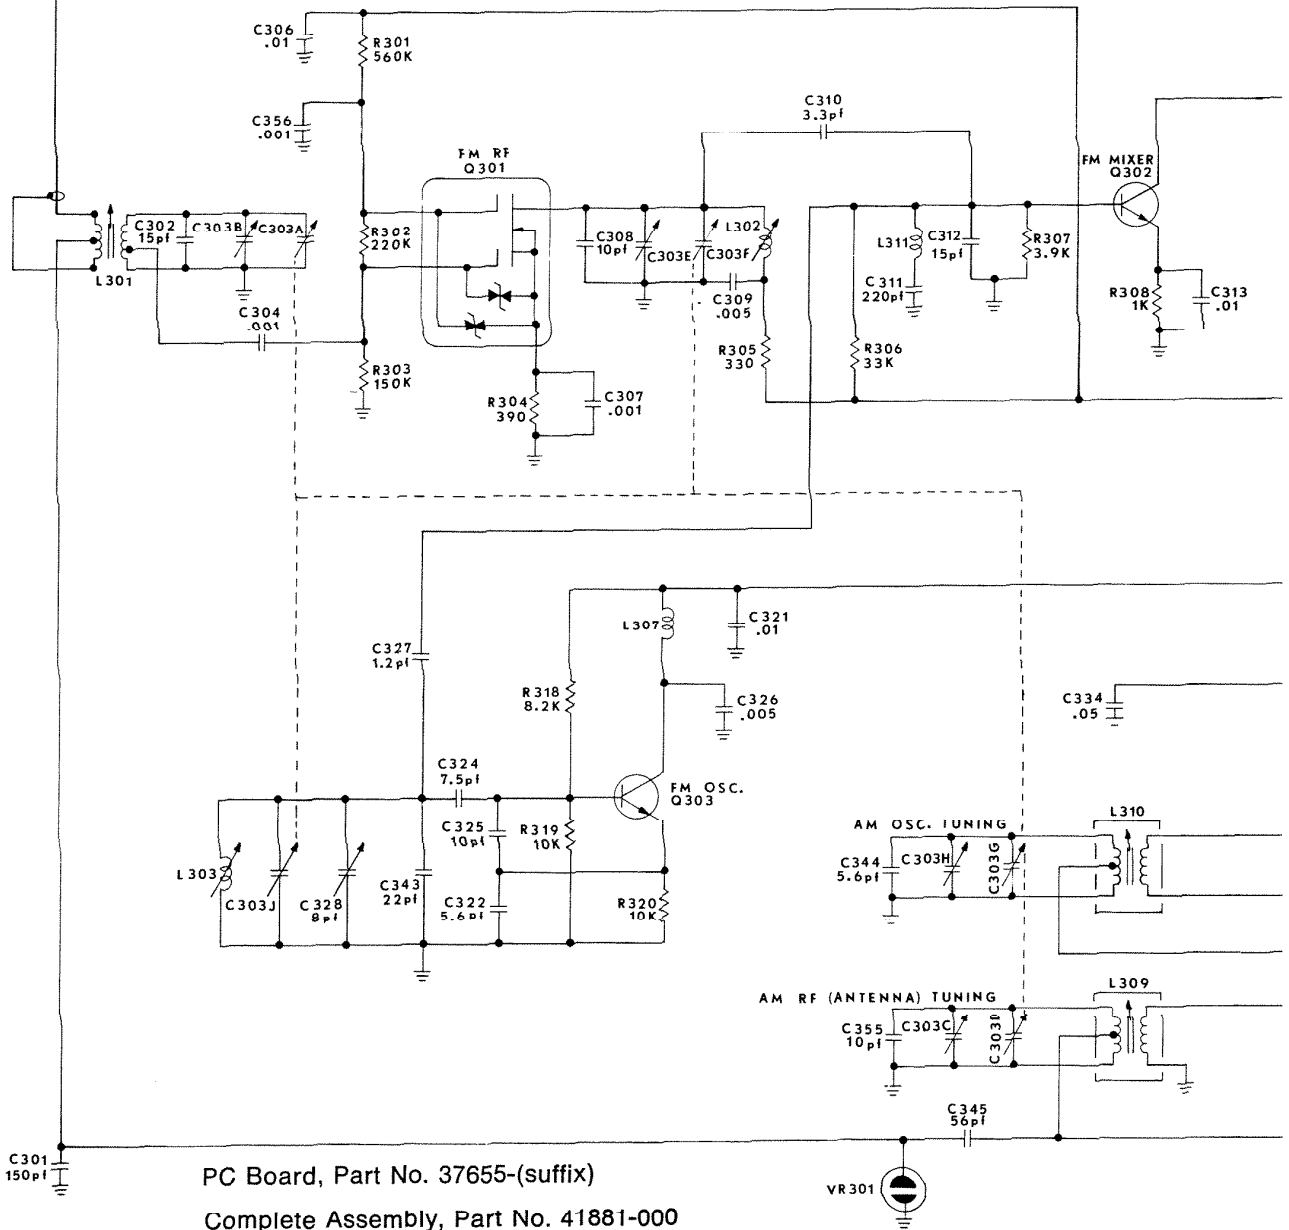 C306
.01
R301
560K
C356
.001
C310
3.3pf
FM RF
Q301
FM MIXER
Q302
C302
15pf
C303B
C303A
R302
220K
C308
10pf
C303E
C303F
L302
L311
C312
15pf
R307
3.9K
L301
C304
.001
C309
.005
C311
220pf
R308
1K
C313
.01
R303
150K
R304
390
C307
.001
R305
330
R306
33K
L307
C321
.01
C327
1.2pf
R318
8.2K
C326
.005
C334
.05
C324
7.5pf
FM OSC.
Q303
C325
10pf
R319
10K
AM OSC. TUNING
L310
L303
C303J
C328
8pf
C343
22pf
C322
5.6pf
R320
10K
C344
5.6pf
C303H
C303G
AM RF (ANTENNA) TUNING
L309
C355
10pf
C303C
C303D
C345
56pf
C301
150pf
VR301
PC Board, Part No. 37655-(suffix)
Complete Assembly, Part No. 41881-000